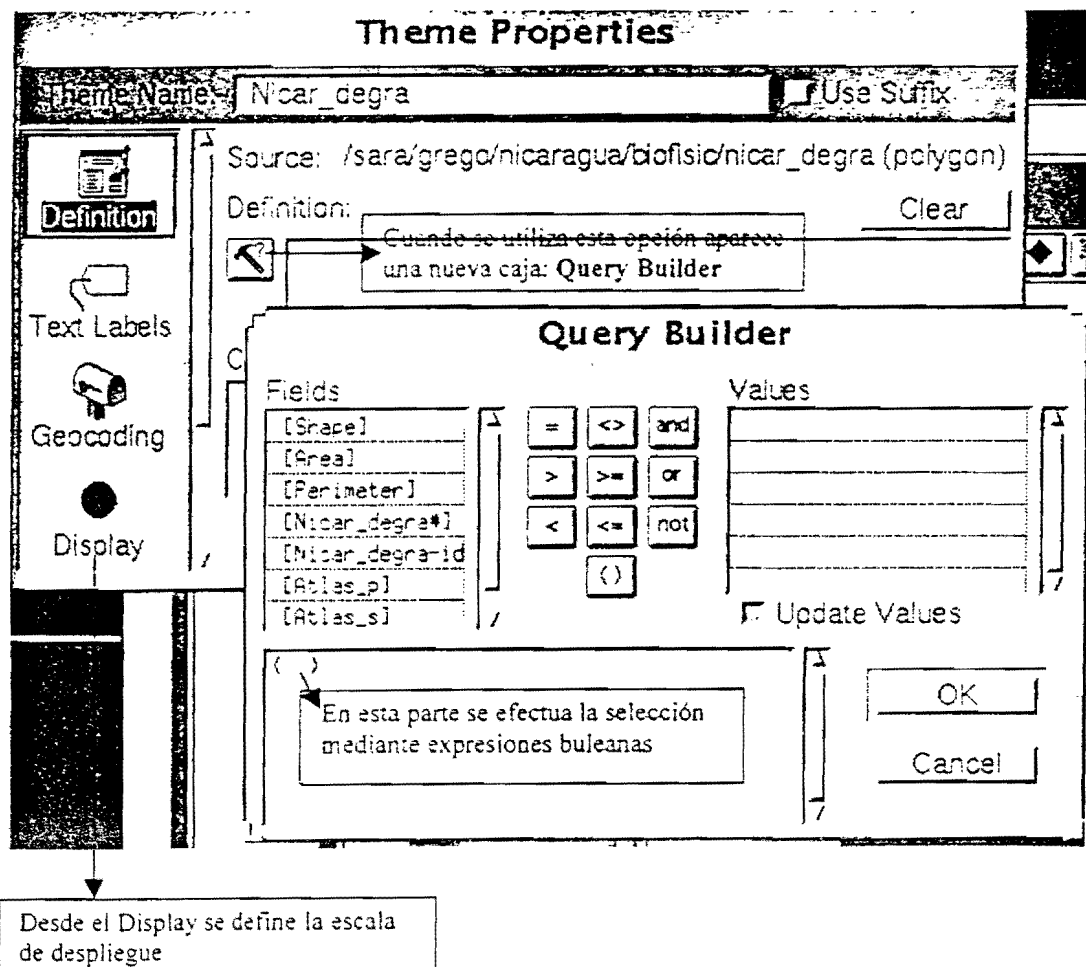 Theme Properties
Theme Name: Nicar_degra Use Suffix
Source: /sara/grego/nicaragua/biofisic/nicar_degra (polygon)
Definition
Definition: Clear
Cuando se utiliza esta opción aparece
una nueva caja: Query Builder
Text Labels
Geocoding
Display
C
Query Builder
Fields Values
[Shape]
[Area]
[Perimeter]
[Nicar_degra#]
[Nicar_degra-id
[Atlas_p]
[Atlas_s]
= <> and
> >= or
< <= not
()
Update Values
( )
En esta parte se efectua la selección
mediante expresiones buleanas
OK
Cancel
Desde el Display se define la escala
de despliegue